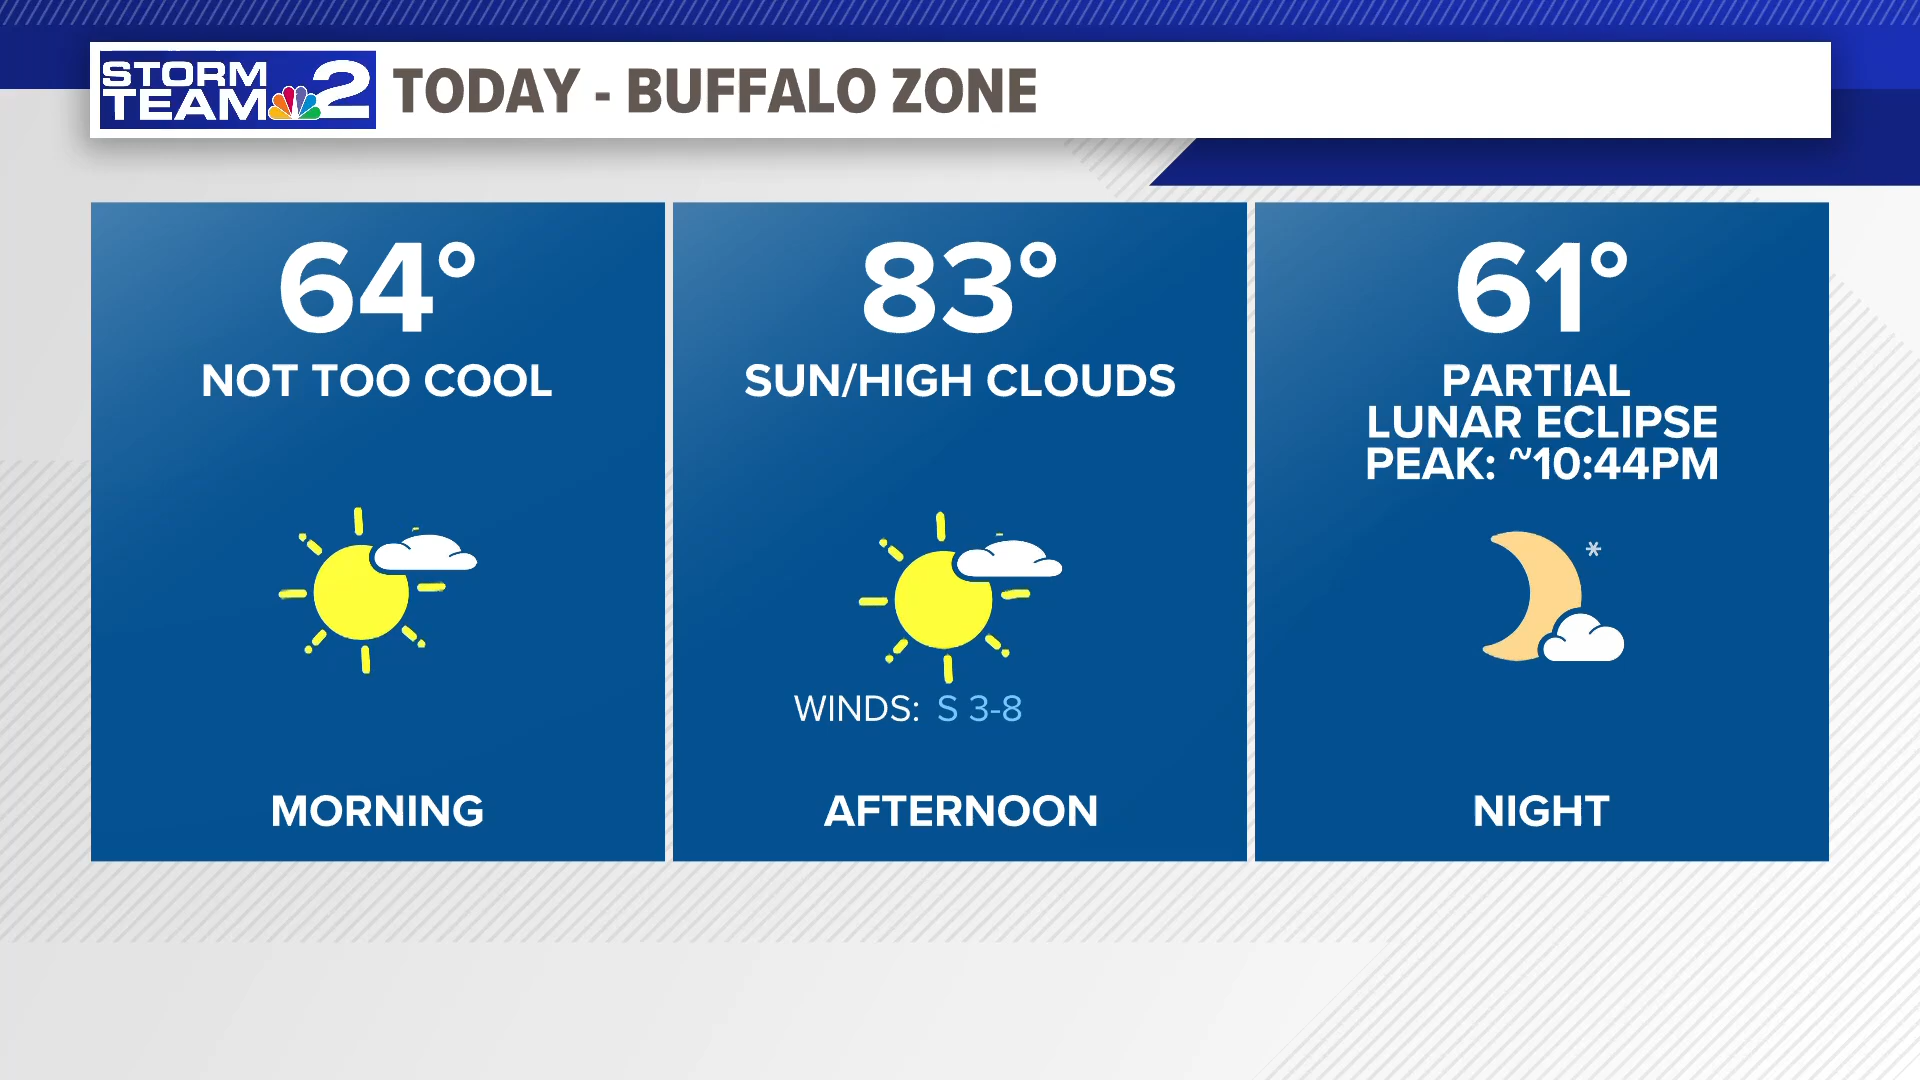 STORM
TEAM 2
TODAY - BUFFALO ZONE
64°
NOT TOO COOL
MORNING
83°
SUN/HIGH CLOUDS
WINDS: S 3-8
AFTERNOON
61°
PARTIAL
LUNAR ECLIPSE
PEAK: ~10:44PM
NIGHT